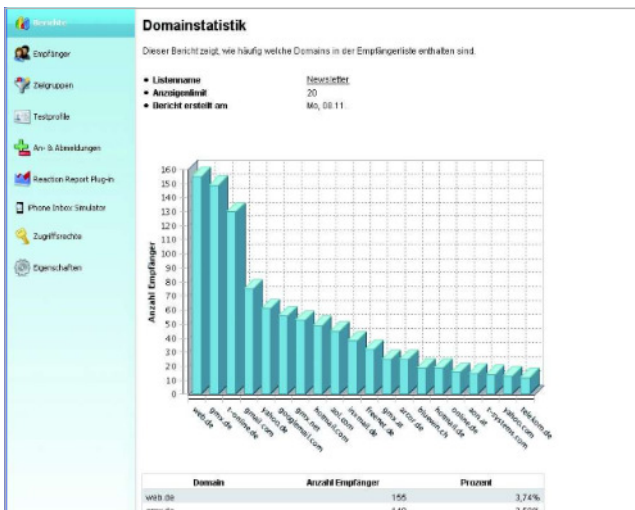 Berichte
Empfänger
Zielgruppen
Testprofile
An- & Abmeldungen
Reaction Report Plug-in
iPhone Inbox Simulator
Zugriffsrechte
Eigenschaften
Domainstatistik
Dieser Bericht zeigt, wie häufig welche Domains in der Empfängerliste enthalten sind.
Listenname Newsletter
Anzeigenlimit 20
Bericht erstellt am Mo, 08.11.
Anzahl Empfänger
160
150
140
130
120
110
100
90
80
70
60
50
40
30
20
10
0
web.de
gmx.de
t-online.de
gmail.com
yahoo.de
googlemail.com
gmx.net
hotmail.com
aol.com
freenet.de
gmx.at
arcor.de
bluewin.ch
hotmail.de
online.de
aon.at
t-systems.com
yahoo.com
telekom.de
Domain Anzahl Empfänger Prozent
web.de 155 3,74%